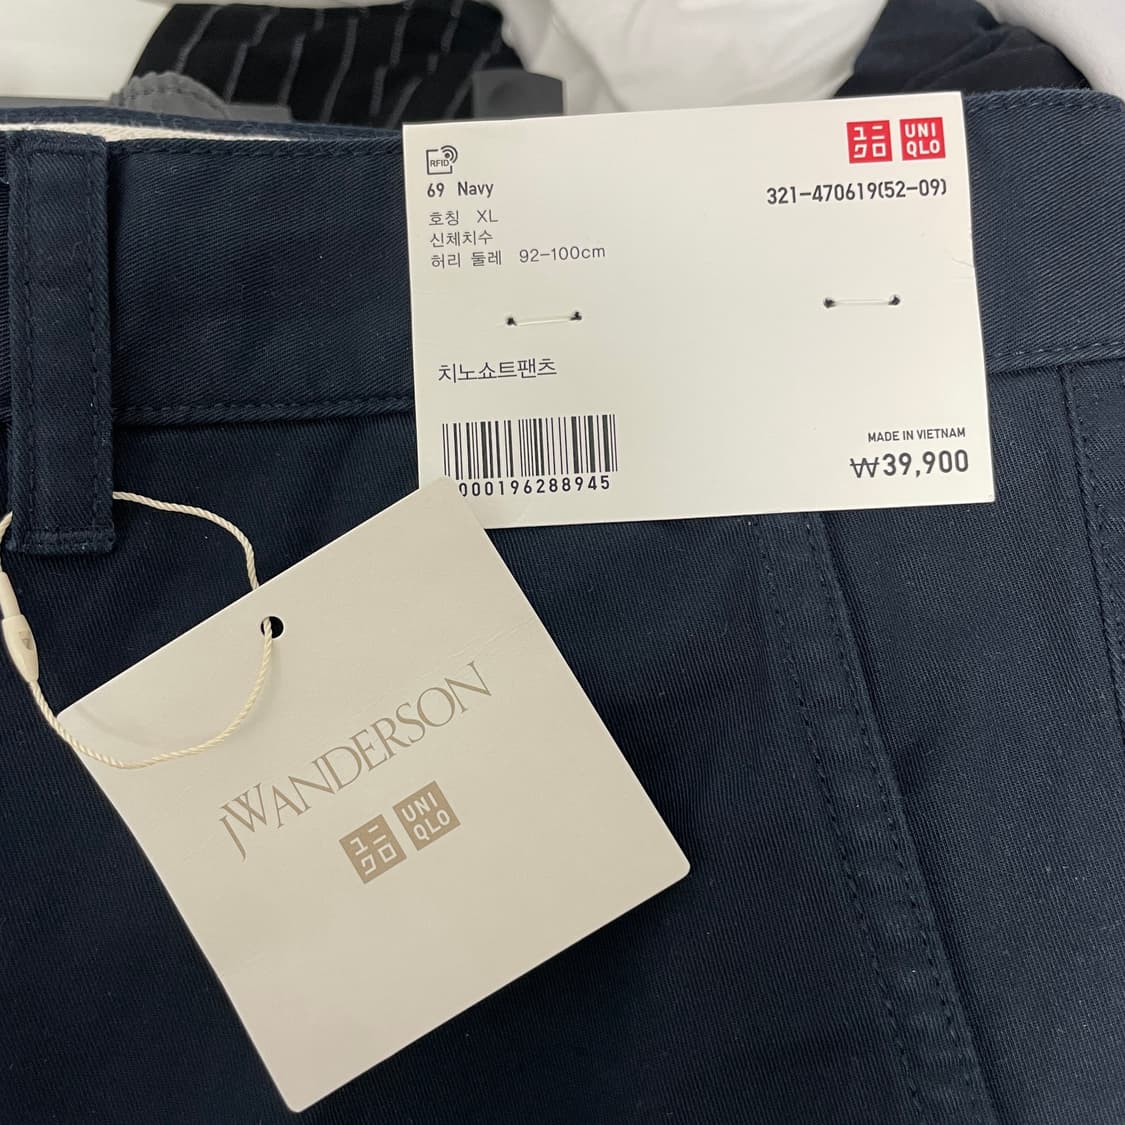 RFID
ユニ
クロ
UNI
QLO
69 Navy
321-470619(52-09)
호칭 XL
신체치수
허리 둘레 92-100cm
치노쇼트팬츠
MADE IN VIETNAM
₩39,900
000196288945
JWANDERSON
ユニ
クロ
UNI
QLO